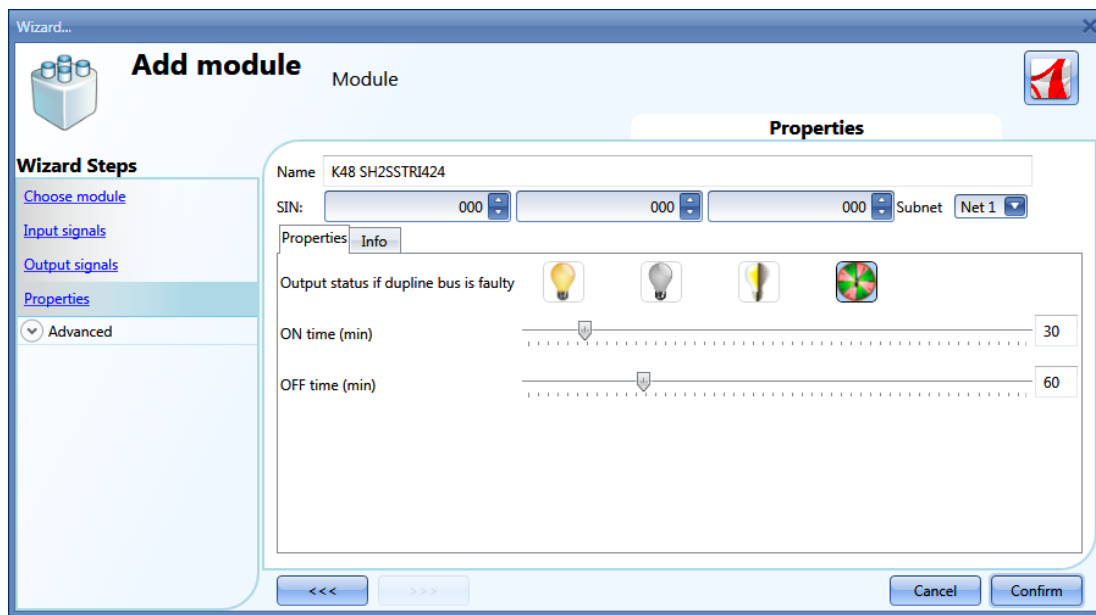 Wizard...
Add module
Module
Properties
Wizard Steps
Choose module
Input signals
Output signals
Properties
Advanced
Name K48 SH2SSTRI424
SIN: 000 000 000 Subnet Net 1
Properties Info
Output status if dupline bus is faulty
ON time (min) 30
OFF time (min) 60
<<< >>> Cancel Confirm